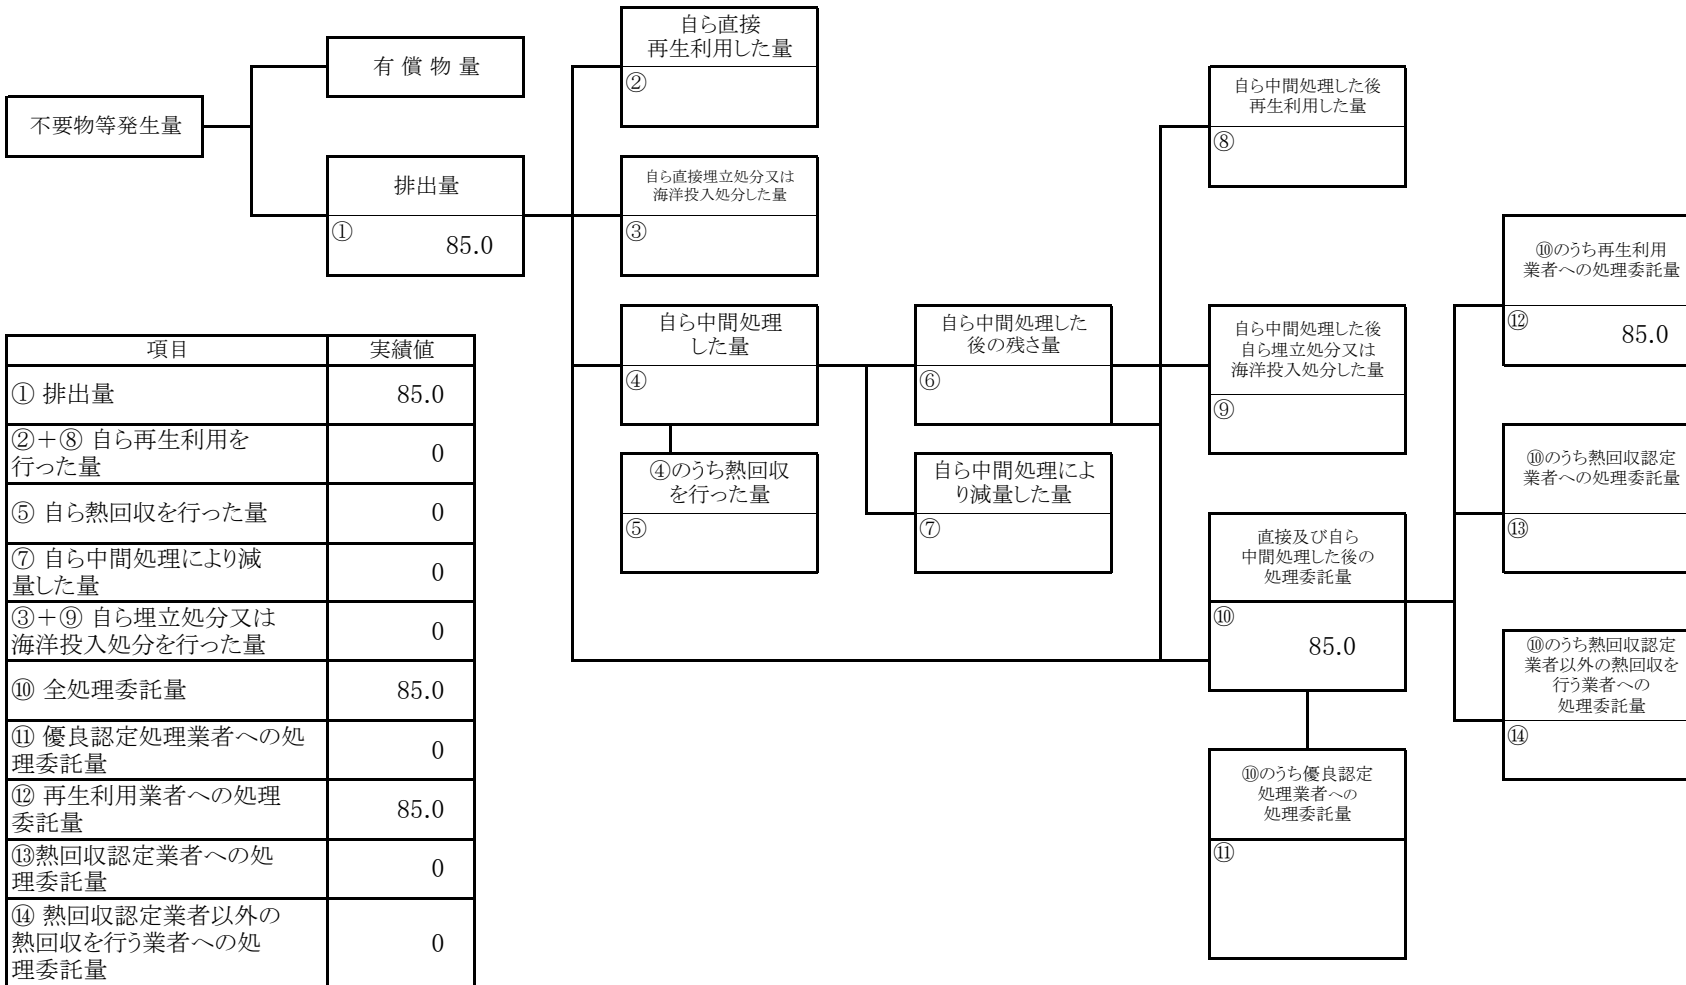 不要物等発生量
有 償 物 量
排出量
①
85.0
自ら直接
再生利用した量
②
自ら直接埋立処分又は
海洋投入処分した量
③
自ら中間処理
した量
④
④のうち熱回収
を行った量
⑤
自ら中間処理した
後の残さ量
⑥
自ら中間処理によ
り減量した量
⑦
自ら中間処理した後
再生利用した量
⑧
自ら中間処理した後
自ら埋立処分又は
海洋投入処分した量
⑨
直接及び自ら
中間処理した後の
処理委託量
⑩
85.0
⑩のうち優良認定
処理業者への
処理委託量
⑪
⑩のうち再生利用
業者への処理委託量
⑫
85.0
⑩のうち熱回収認定
業者への処理委託量
⑬
⑩のうち熱回収認定
業者以外の熱回収を
行う業者への
処理委託量
⑭
項目 実績値
① 排出量 85.0
②＋⑧ 自ら再生利用を
行った量 0
⑤ 自ら熱回収を行った量 0
⑦ 自ら中間処理により減
量した量 0
③＋⑨ 自ら埋立処分又は
海洋投入処分を行った量 0
⑩ 全処理委託量 85.0
⑪ 優良認定処理業者への処
理委託量 0
⑫ 再生利用業者への処理
委託量 85.0
⑬熱回収認定業者への処
理委託量 0
⑭ 熱回収認定業者以外の
熱回収を行う業者への処
理委託量 0